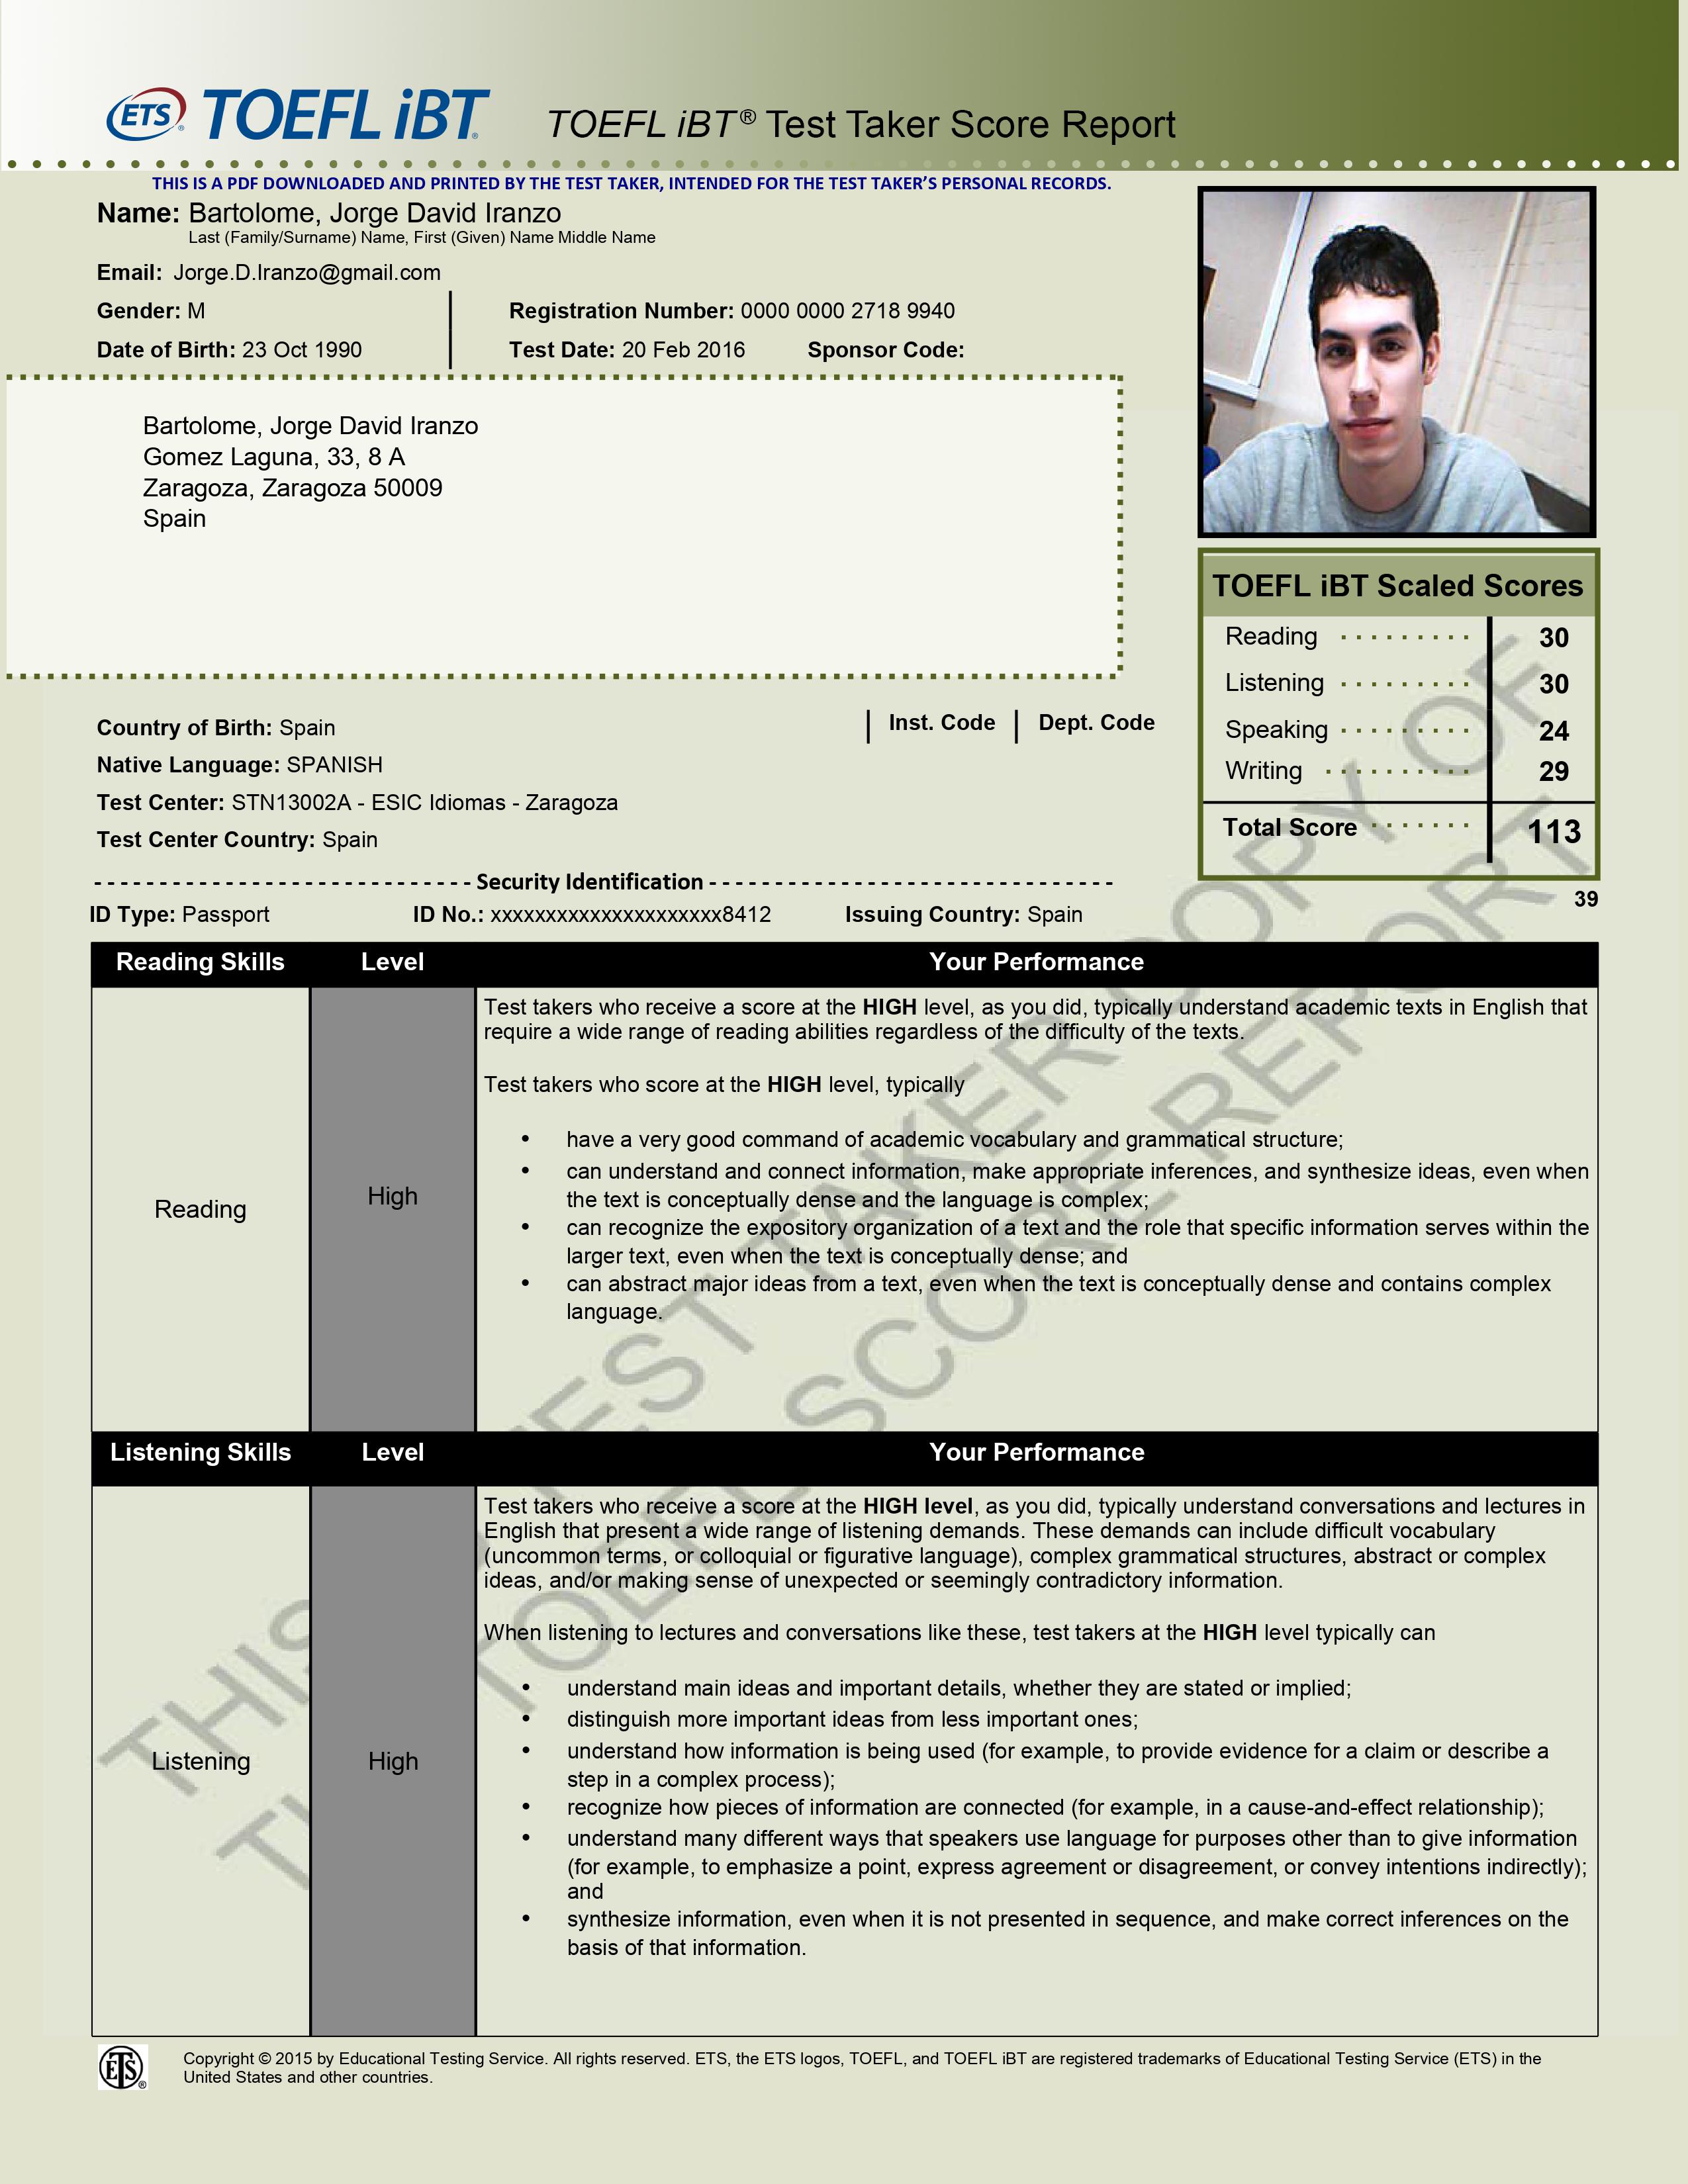 ETS TOEFL iBT
TOEFL iBT® Test Taker Score Report
THIS IS A PDF DOWNLOADED AND PRINTED BY THE TEST TAKER, INTENDED FOR THE TEST TAKER’S PERSONAL RECORDS.
Name: Bartolome, Jorge David Iranzo
Last (Family/Surname) Name, First (Given) Name Middle Name
Email: Jorge.D.Iranzo@gmail.com
Gender: M
Registration Number: 0000 0000 2718 9940
Date of Birth: 23 Oct 1990
Test Date: 20 Feb 2016 Sponsor Code:
Bartolome, Jorge David Iranzo
Gomez Laguna, 33, 8 A
Zaragoza, Zaragoza 50009
Spain
TOEFL iBT Scaled Scores
Reading 30
Listening 30
Speaking 24
Writing 29
Total Score 113
39
Country of Birth: Spain
Inst. Code Dept. Code
Native Language: SPANISH
Test Center: STN13002A - ESIC Idiomas - Zaragoza
Test Center Country: Spain
Security Identification
ID Type: Passport ID No.: xxxxxxxxxxxxxxxxxxxxx8412 Issuing Country: Spain
Reading Skills Level Your Performance
Reading
High
Test takers who receive a score at the HIGH level, as you did, typically understand academic texts in English that
require a wide range of reading abilities regardless of the difficulty of the texts.
Test takers who score at the HIGH level, typically
• have a very good command of academic vocabulary and grammatical structure;
• can understand and connect information, make appropriate inferences, and synthesize ideas, even when
the text is conceptually dense and the language is complex;
• can recognize the expository organization of a text and the role that specific information serves within the
larger text, even when the text is conceptually dense; and
• can abstract major ideas from a text, even when the text is conceptually dense and contains complex
language.
Listening Skills Level Your Performance
Listening
High
Test takers who receive a score at the HIGH level, as you did, typically understand conversations and lectures in
English that present a wide range of listening demands. These demands can include difficult vocabulary
(uncommon terms, or colloquial or figurative language), complex grammatical structures, abstract or complex
ideas, and/or making sense of unexpected or seemingly contradictory information.
When listening to lectures and conversations like these, test takers at the HIGH level typically can
• understand main ideas and important details, whether they are stated or implied;
• distinguish more important ideas from less important ones;
• understand how information is being used (for example, to provide evidence for a claim or describe a
step in a complex process);
• recognize how pieces of information are connected (for example, in a cause-and-effect relationship);
• understand many different ways that speakers use language for purposes other than to give information
(for example, to emphasize a point, express agreement or disagreement, or convey intentions indirectly);
and
• synthesize information, even when it is not presented in sequence, and make correct inferences on the
basis of that information.
ETS®
Copyright © 2015 by Educational Testing Service. All rights reserved. ETS, the ETS logos, TOEFL, and TOEFL iBT are registered trademarks of Educational Testing Service (ETS) in the
United States and other countries.
THIS TEST TAKER COPY OF
TOEFL SCORE REPORT